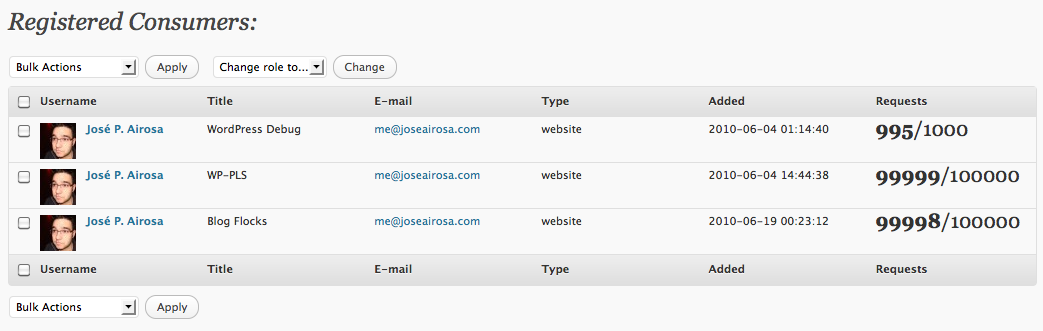 Registered Consumers:
Bulk Actions Apply Change role to... Change
Username Title E-mail Type Added Requests
José P. Airosa WordPress Debug me@joseairosa.com website 2010-06-04 01:14:40 995/1000
José P. Airosa WP-PLS me@joseairosa.com website 2010-06-04 14:44:38 99999/100000
José P. Airosa Blog Flocks me@joseairosa.com website 2010-06-19 00:23:12 99998/100000
Username Title E-mail Type Added Requests
Bulk Actions Apply